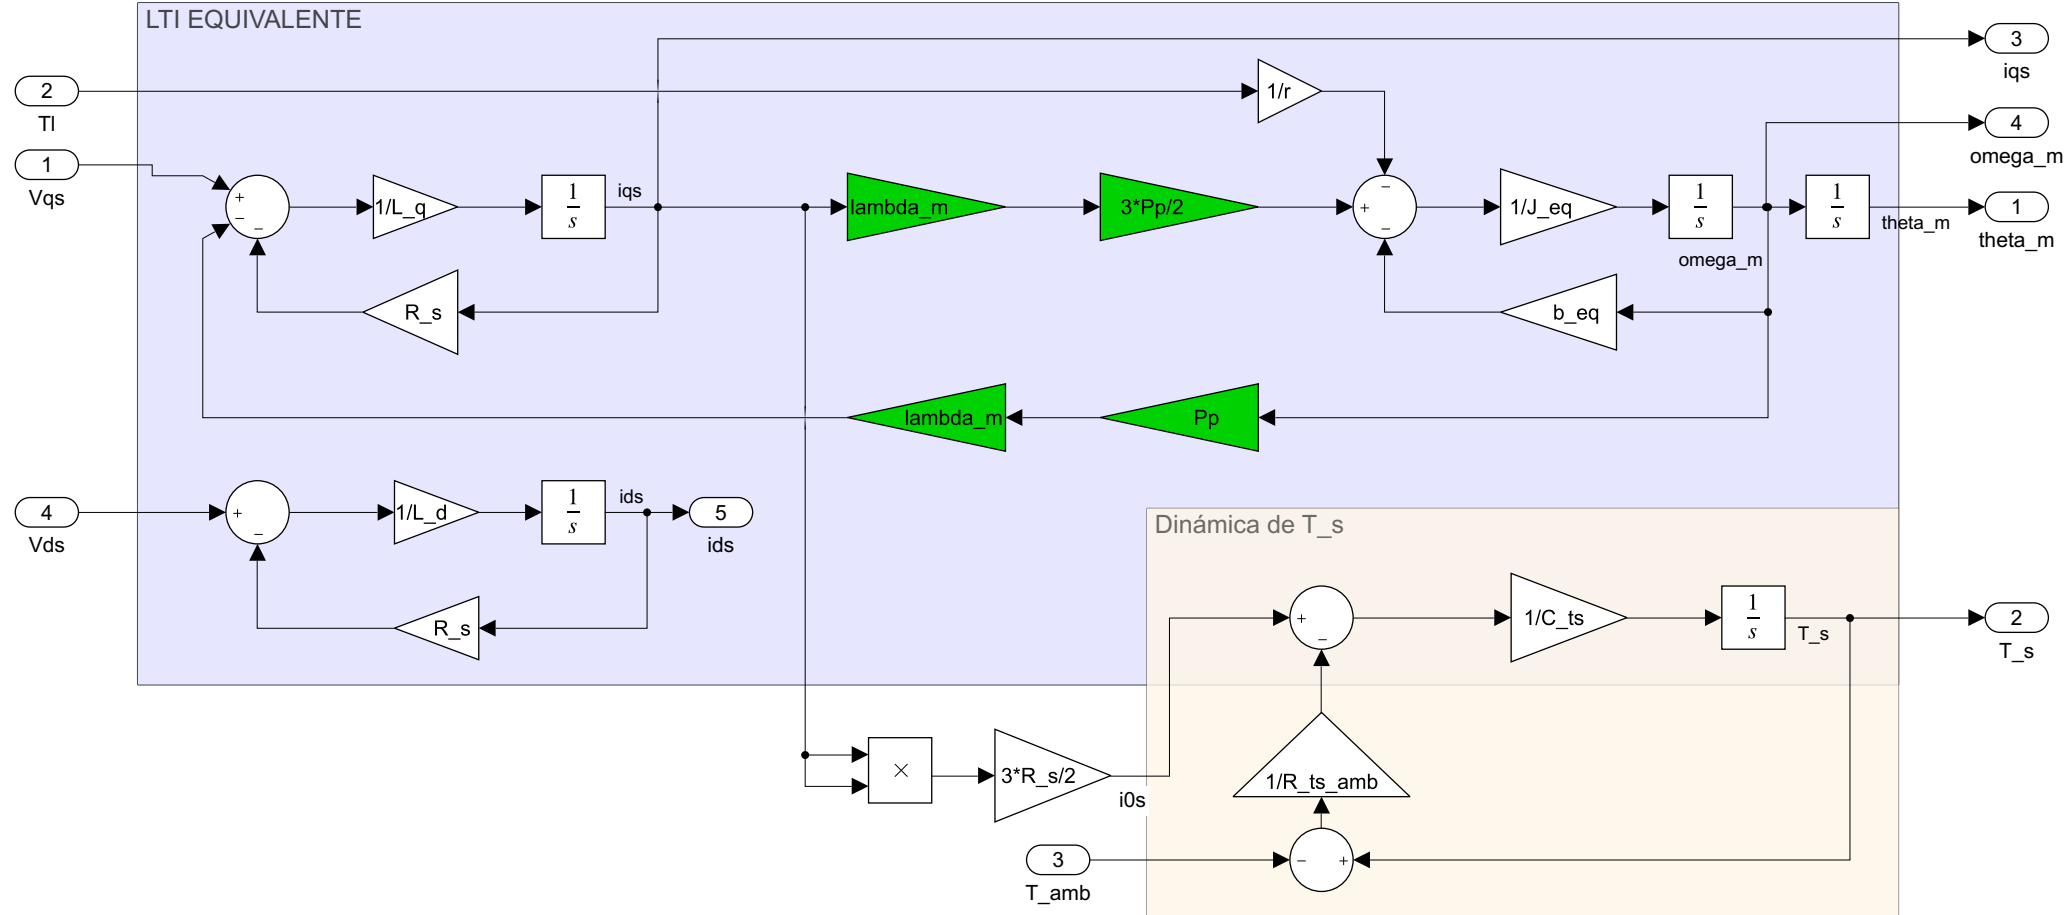 LTI EQUIVALENTE
3
iqs
2
Tl
1/r
4
omega_m
1
Vqs
+
−
−
1/L_q
1
s
iqs
lambda_m
3*Pp/2
−
+
−
1/J_eq
1
s
omega_m
1
s
theta_m
1
theta_m
R_s
b_eq
lambda_m
Pp
4
Vds
+
−
1/L_d
1
s
ids
5
ids
R_s
Dinámica de T_s
+
−
1/C_ts
1
s
T_s
2
T_s
×
3*R_s/2
i0s
1/R_ts_amb
3
T_amb
−
+